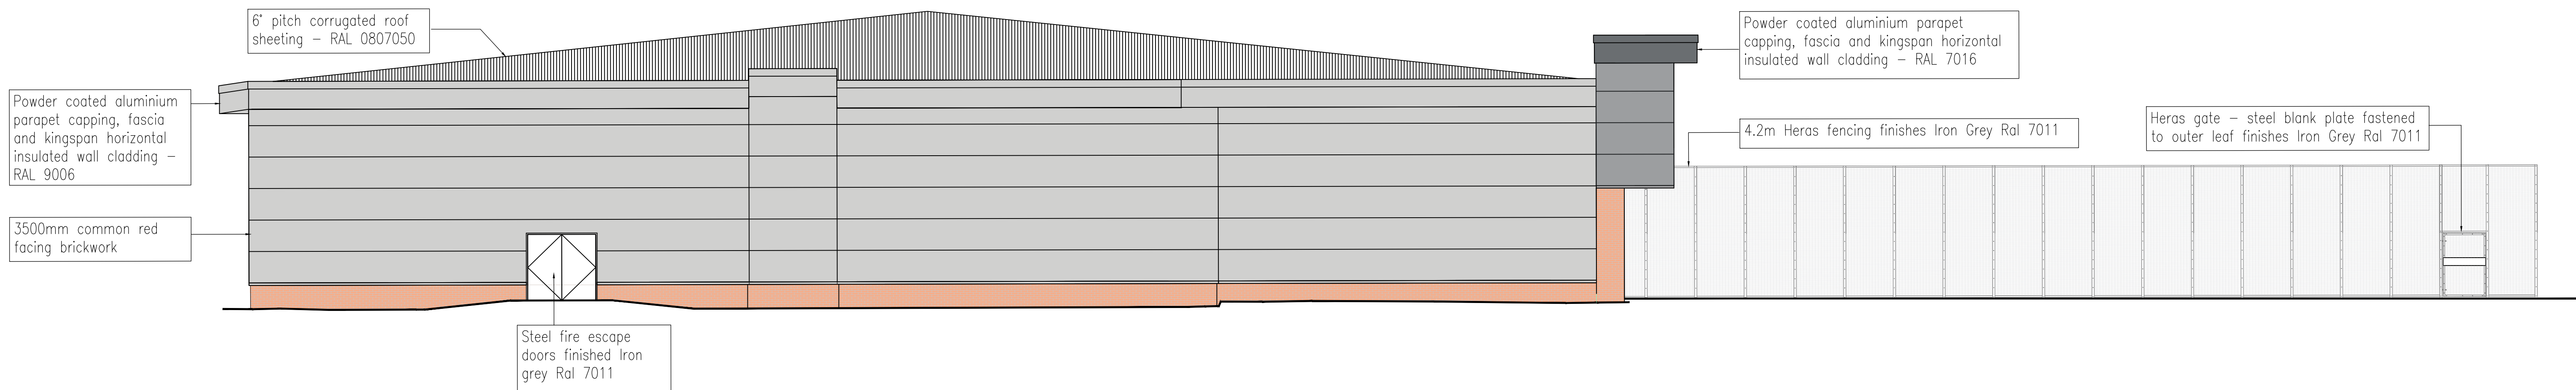 6° pitch corrugated roof
sheeting – RAL 0807050
Powder coated aluminium
parapet capping, fascia
and kingspan horizontal
insulated wall cladding –
RAL 9006
3500mm common red
facing brickwork
Steel fire escape
doors finished Iron
grey Ral 7011
Powder coated aluminium parapet
capping, fascia and kingspan horizontal
insulated wall cladding – RAL 7016
4.2m Heras fencing finishes Iron Grey Ral 7011
Heras gate – steel blank plate fastened
to outer leaf finishes Iron Grey Ral 7011